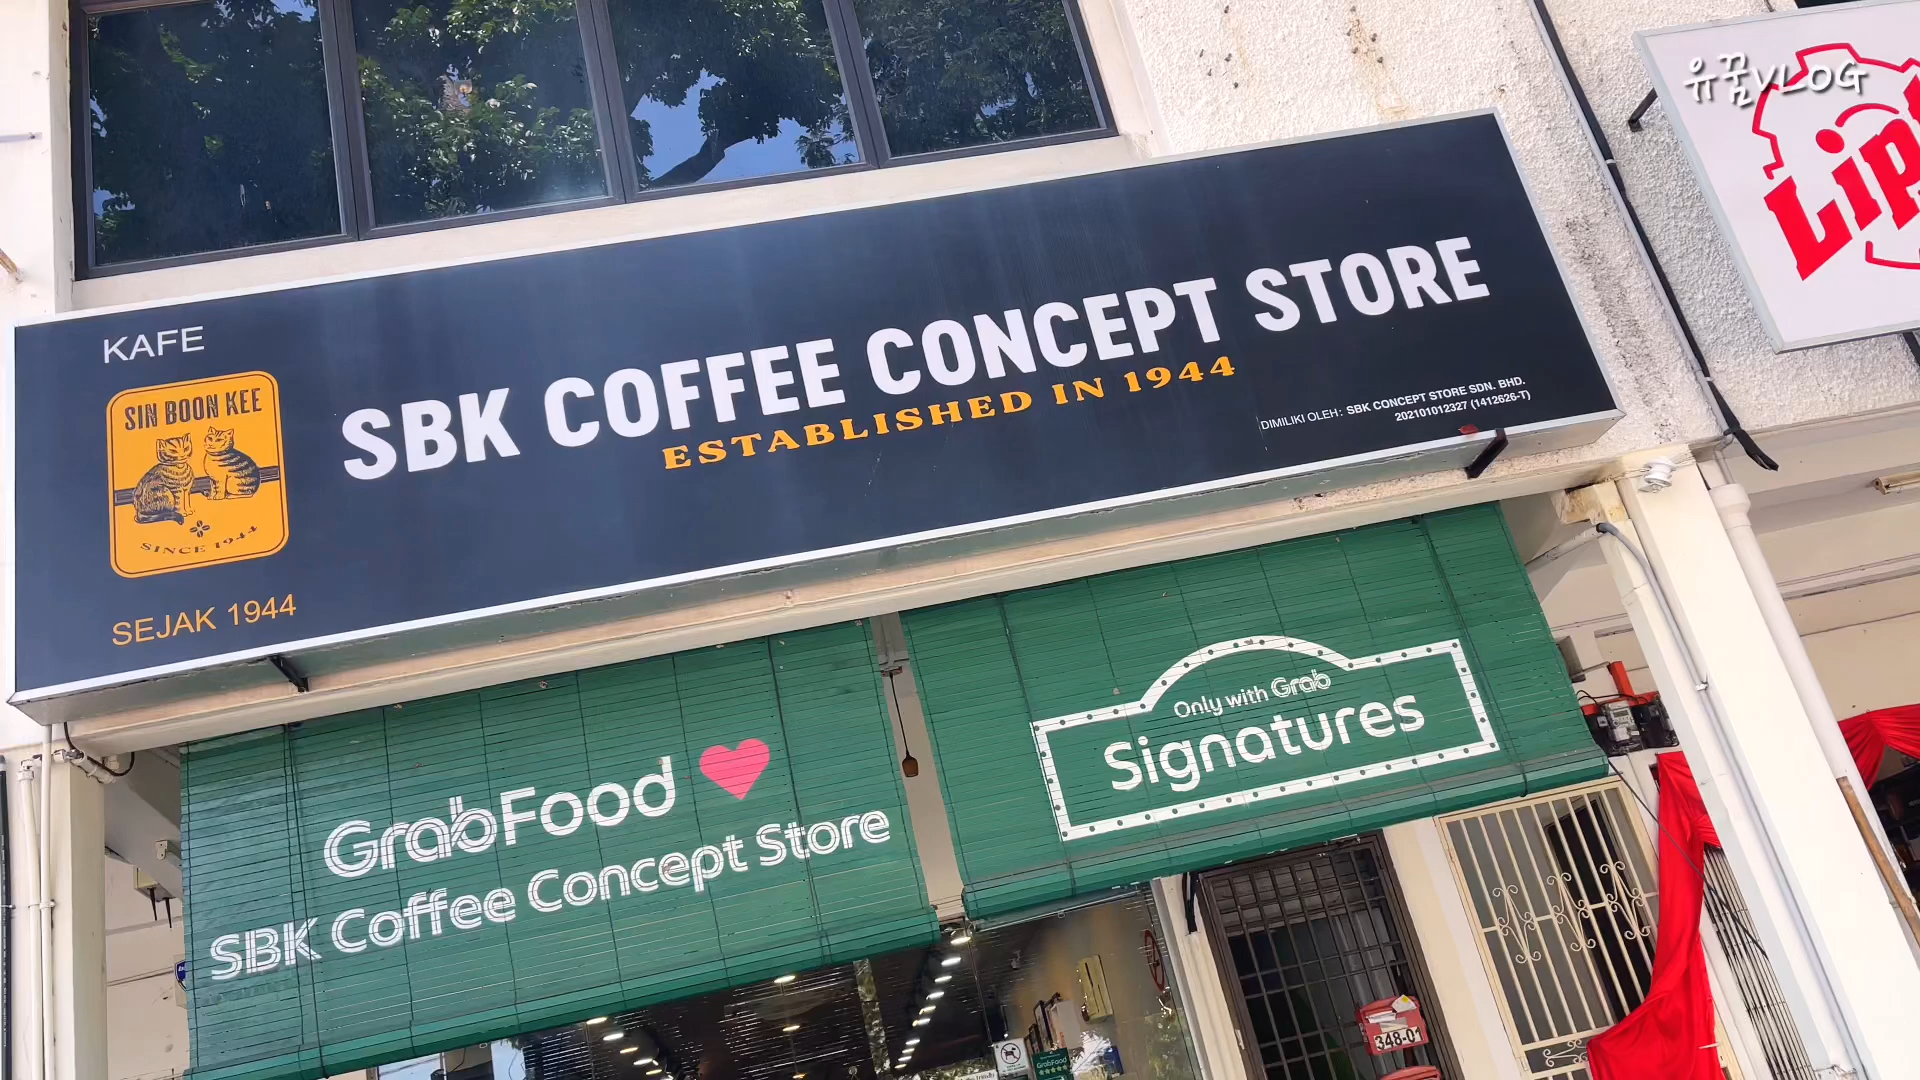 유꿈VLOG
KAFE
SIN BOON KEE
SINCE 1944
SEJAK 1944
SBK COFFEE CONCEPT STORE
ESTABLISHED IN 1944
DIMILIKI OLEH: SBK CONCEPT STORE SDN. BHD.
202101012327 (1412626-T)
GrabFood
SBK Coffee Concept Store
Only with Grab
Signatures
348-01
GrabFood